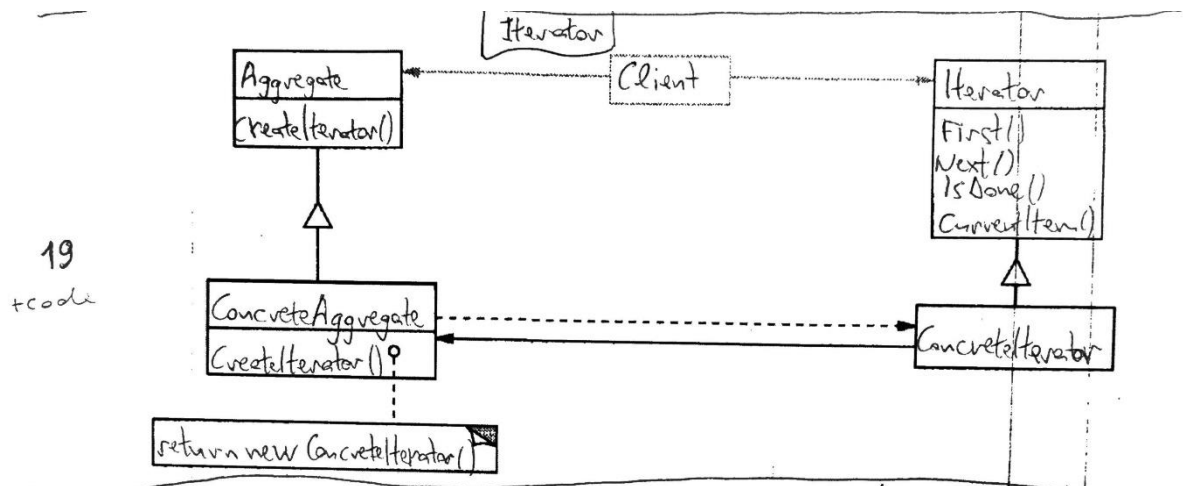 Iterator
Aggregate
CreateIterator()
Client
Iterator
First()
Next()
IsDone()
CurrentItem()
19
+code
ConcreteAggregate
CreateIterator()
ConcreteIterator
return new ConcreteIterator()